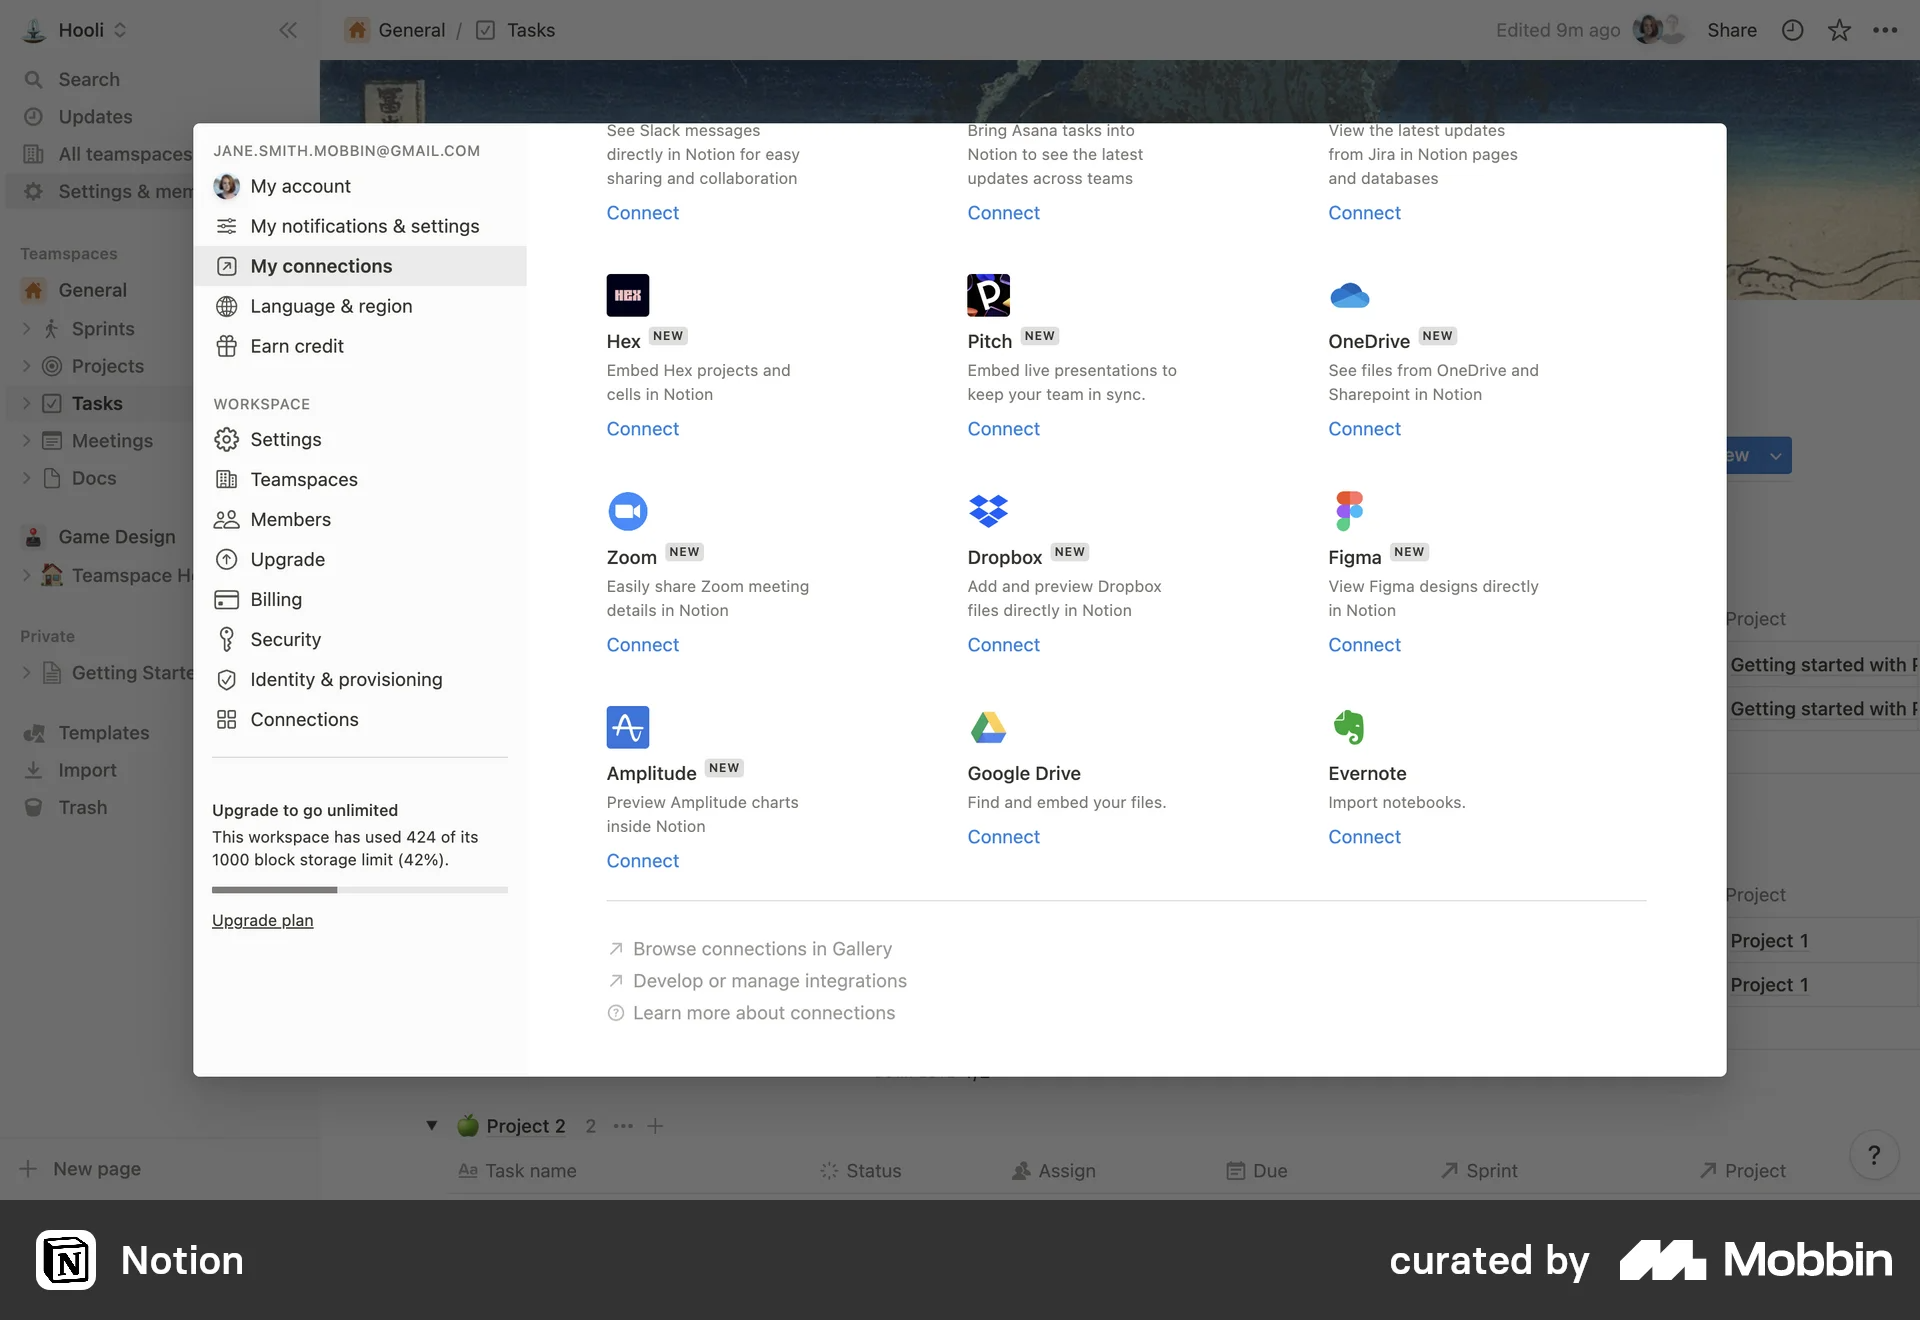 Hooli
General / Tasks
Edited 9m ago
Share
Search
Updates
All teamspaces
Settings & mem
Teamspaces
General
Sprints
Projects
Tasks
Meetings
Docs
Game Design
Teamspace H
Private
Getting Starte
Templates
Import
Trash
New page
JANE.SMITH.MOBBIN@GMAIL.COM
My account
My notifications & settings
My connections
Language & region
Earn credit
WORKSPACE
Settings
Teamspaces
Members
Upgrade
Billing
Security
Identity & provisioning
Connections
Upgrade to go unlimited
This workspace has used 424 of its
1000 block storage limit (42%).
Upgrade plan
See Slack messages
directly in Notion for easy
sharing and collaboration
Connect
Bring Asana tasks into
Notion to see the latest
updates across teams
Connect
View the latest updates
from Jira in Notion pages
and databases
Connect
HEX
Hex NEW
Embed Hex projects and
cells in Notion
Connect
Pitch NEW
Embed live presentations to
keep your team in sync.
Connect
OneDrive NEW
See files from OneDrive and
Sharepoint in Notion
Connect
Zoom NEW
Easily share Zoom meeting
details in Notion
Connect
Dropbox NEW
Add and preview Dropbox
files directly in Notion
Connect
Figma NEW
View Figma designs directly
in Notion
Connect
Amplitude NEW
Preview Amplitude charts
inside Notion
Connect
Google Drive
Find and embed your files.
Connect
Evernote
Import notebooks.
Connect
Browse connections in Gallery
Develop or manage integrations
Learn more about connections
ew
Project
Getting started with P
Getting started with P
Project
Project 1
Project 1
Project 2 2
Aa Task name
Status
Assign
Due
Sprint
Project
?
Notion
curated by Mobbin